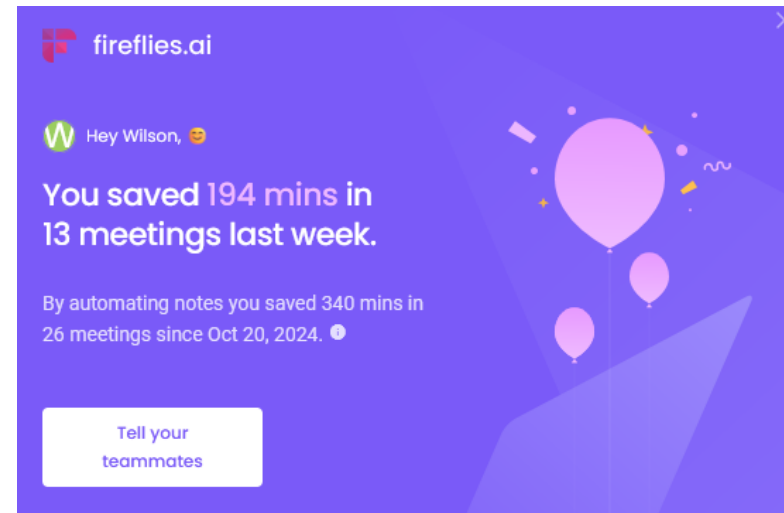 fireflies.ai
W Hey Wilson, 😊
You saved 194 mins in
13 meetings last week.
By automating notes you saved 340 mins in
26 meetings since Oct 20, 2024.
Tell your
teammates